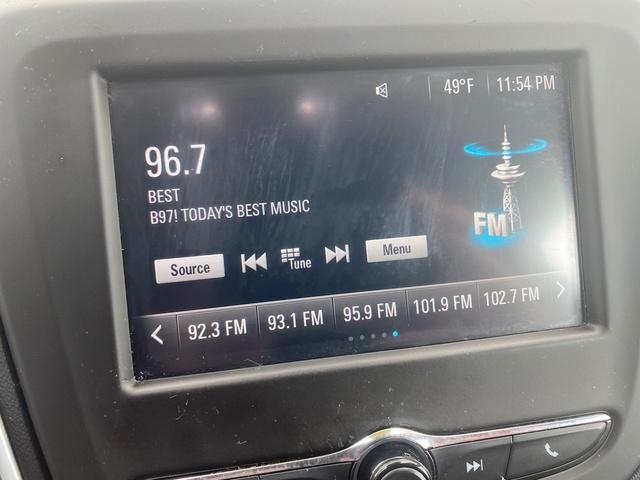 49°F 11:54 PM
96.7
BEST
B97! TODAY'S BEST MUSIC
FM
Source Tune Menu
92.3 FM 93.1 FM 95.9 FM 101.9 FM 102.7 FM